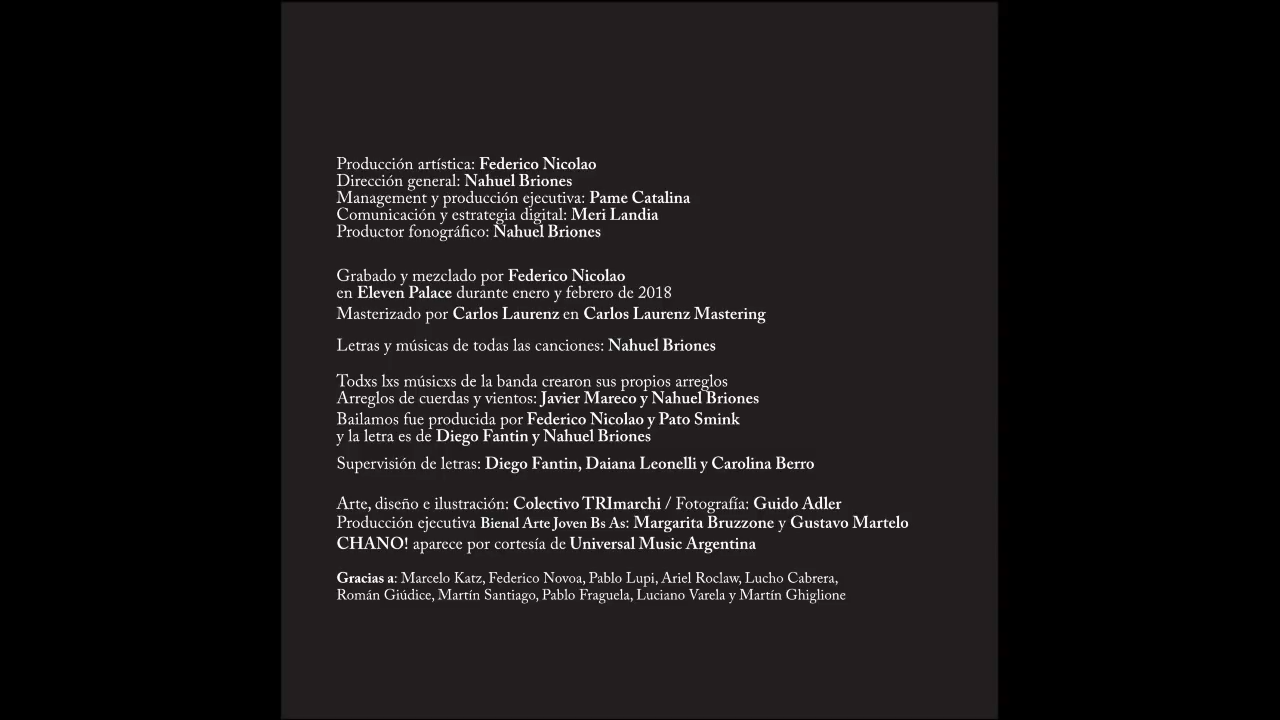 Producción artística: Federico Nicolao
Dirección general: Nahuel Briones
Management y producción ejecutiva: Pame Catalina
Comunicación y estrategia digital: Meri Landia
Productor fonográfico: Nahuel Briones
Grabado y mezclado por Federico Nicolao
en Eleven Palace durante enero y febrero de 2018
Masterizado por Carlos Laurenz en Carlos Laurenz Mastering
Letras y músicas de todas las canciones: Nahuel Briones
Todxs lxs músicxs de la banda crearon sus propios arreglos
Arreglos de cuerdas y vientos: Javier Mareco y Nahuel Briones
Bailamos fue producida por Federico Nicolao y Pato Smink
y la letra es de Diego Fantin y Nahuel Briones
Supervisión de letras: Diego Fantin, Daiana Leonelli y Carolina Berro
Arte, diseño e ilustración: Colectivo TRImarchi / Fotografía: Guido Adler
Producción ejecutiva Bienal Arte Joven Bs As: Margarita Bruzzone y Gustavo Martelo
CHANO! aparece por cortesía de Universal Music Argentina
Gracias a: Marcelo Katz, Federico Novoa, Pablo Lupi, Ariel Roclaw, Lucho Cabrera,
Román Giúdice, Martín Santiago, Pablo Fraguela, Luciano Varela y Martín Ghiglione